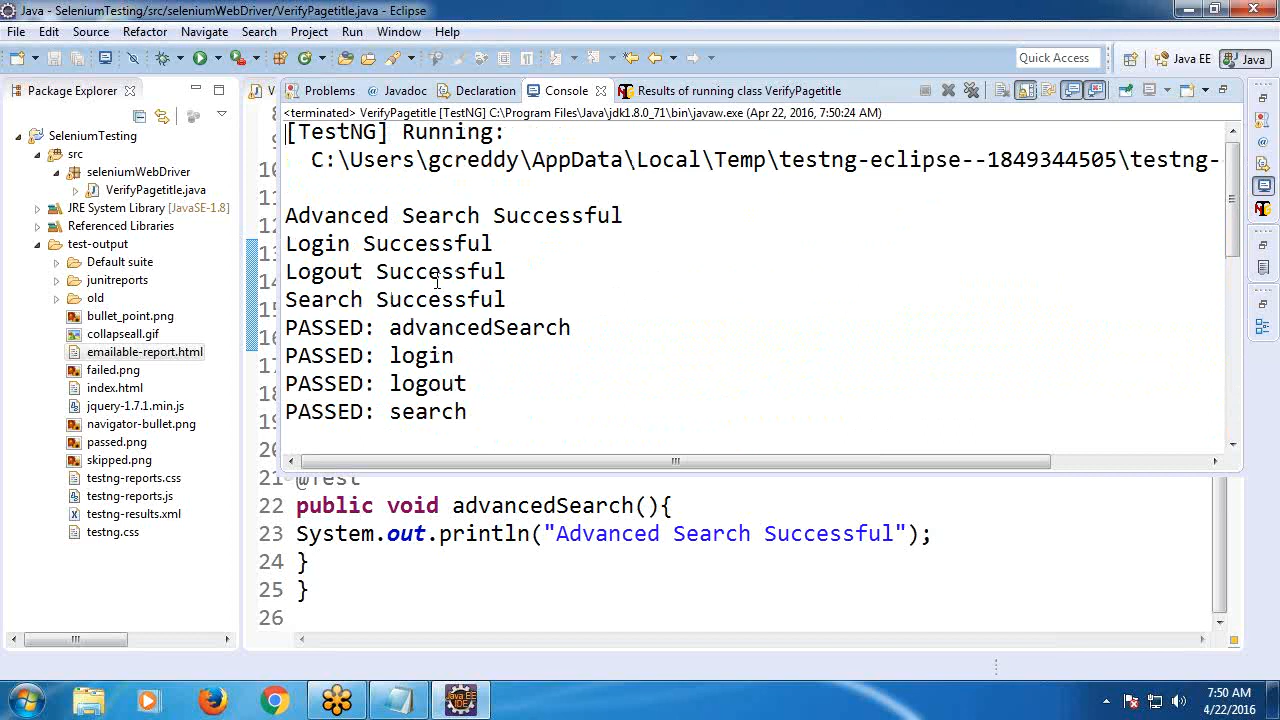 Java - SeleniumTesting/src/seleniumWebDriver/VerifyPagetitle.java - Eclipse
File Edit Source Refactor Navigate Search Project Run Window Help
Quick Access Java EE Java
Package Explorer
SeleniumTesting
src
seleniumWebDriver
VerifyPagetitle.java
JRE System Library [JavaSE-1.8]
Referenced Libraries
test-output
Default suite
junitreports
old
bullet_point.png
collapseall.gif
emailable-report.html
failed.png
index.html
jquery-1.7.1.min.js
navigator-bullet.png
passed.png
skipped.png
testng-reports.css
testng-reports.js
testng-results.xml
testng.css
Problems @ Javadoc Declaration Console Results of running class VerifyPagetitle
<terminated> VerifyPagetitle [TestNG] C:\Program Files\Java\jdk1.8.0_71\bin\javaw.exe (Apr 22, 2016, 7:50:24 AM)
[TestNG] Running:
C:\Users\gcreddy\AppData\Local\Temp\testng-eclipse--1849344505\testng-
Advanced Search Successful
Login Successful
Logout Successful
Search Successful
PASSED: advancedSearch
PASSED: login
PASSED: logout
PASSED: search
21 @Test
22 public void advancedSearch(){
23 System.out.println("Advanced Search Successful");
24 }
25 }
26
7:50 AM
4/22/2016